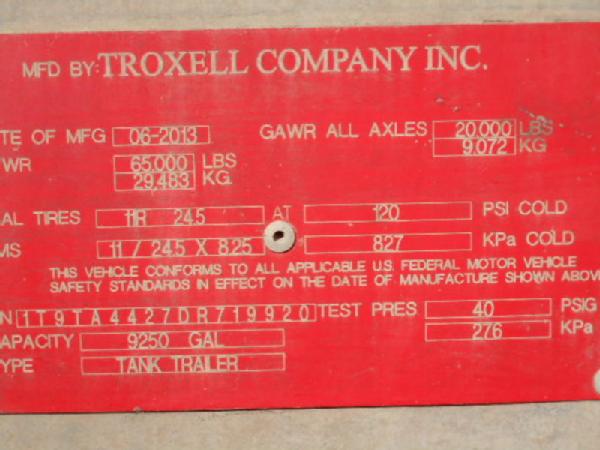 MFD BY: TROXELL COMPANY INC.
TE OF MFG 06-2013 GAWR ALL AXLES 20,000 LBS
9,072 KG
WR 65,000 LBS
29,483 KG.
AL TIRES 11R 24.5 AT 120 PSI COLD
MS 11 / 24.5 X 8.25 827 KPa COLD
THIS VEHICLE CONFORMS TO ALL APPLICABLE U.S. FEDERAL MOTOR VEHICLE
SAFETY STANDARDS IN EFFECT ON THE DATE OF MANUFACTURE SHOWN ABOV
N 1T9TA4427DR719920 TEST PRES 40 PSIG
276 KPa
APACITY 9250 GAL
YPE TANK TRAILER